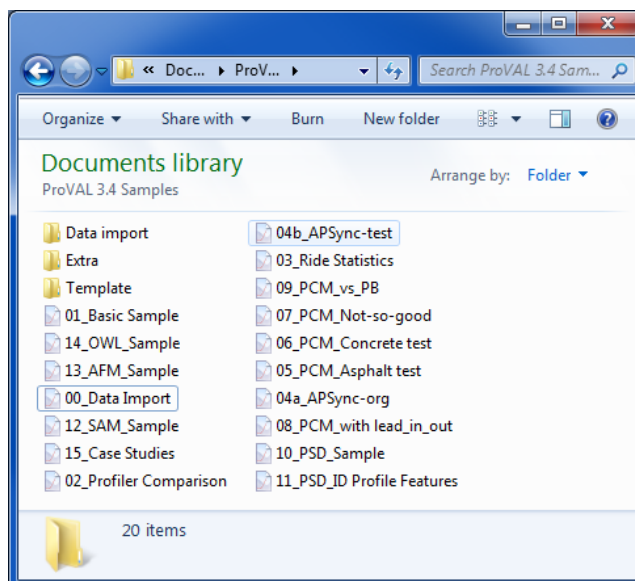 « Doc... ▸ ProV... ▸ Search ProVAL 3.4 Sam...
Organize Share with Burn New folder
Documents library
ProVAL 3.4 Samples
Arrange by: Folder
Data import
Extra
Template
01_Basic Sample
14_OWL_Sample
13_AFM_Sample
00_Data Import
12_SAM_Sample
15_Case Studies
02_Profiler Comparison
04b_APSync-test
03_Ride Statistics
09_PCM_vs_PB
07_PCM_Not-so-good
06_PCM_Concrete test
05_PCM_Asphalt test
04a_APSync-org
08_PCM_with lead_in_out
10_PSD_Sample
11_PSD_ID Profile Features
20 items